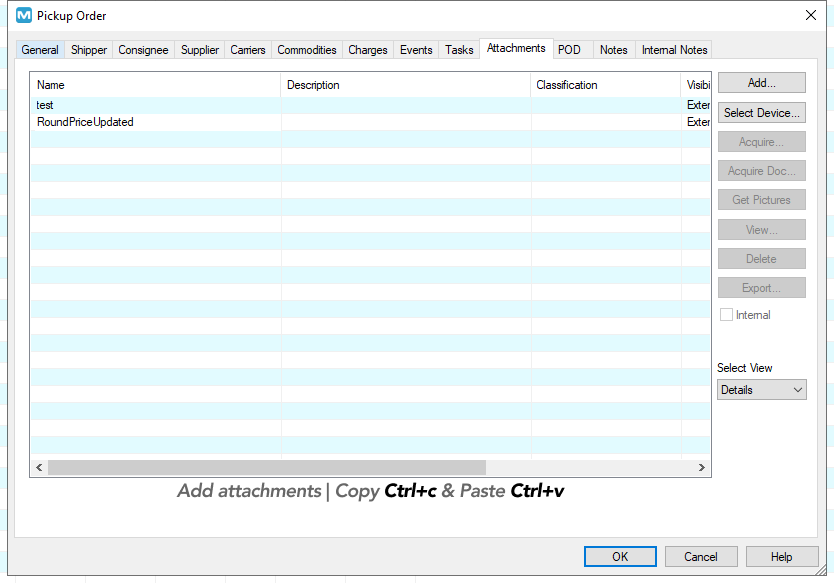 M Pickup Order
General Shipper Consignee Supplier Carriers Commodities Charges Events Tasks Attachments POD Notes Internal Notes
Name Description Classification Visibi
test Exter
RoundPriceUpdated Exter
Add...
Select Device...
Acquire...
Acquire Doc...
Get Pictures
View...
Delete
Export...
Internal
Select View
Details
Add attachments | Copy Ctrl+c & Paste Ctrl+v
OK Cancel Help